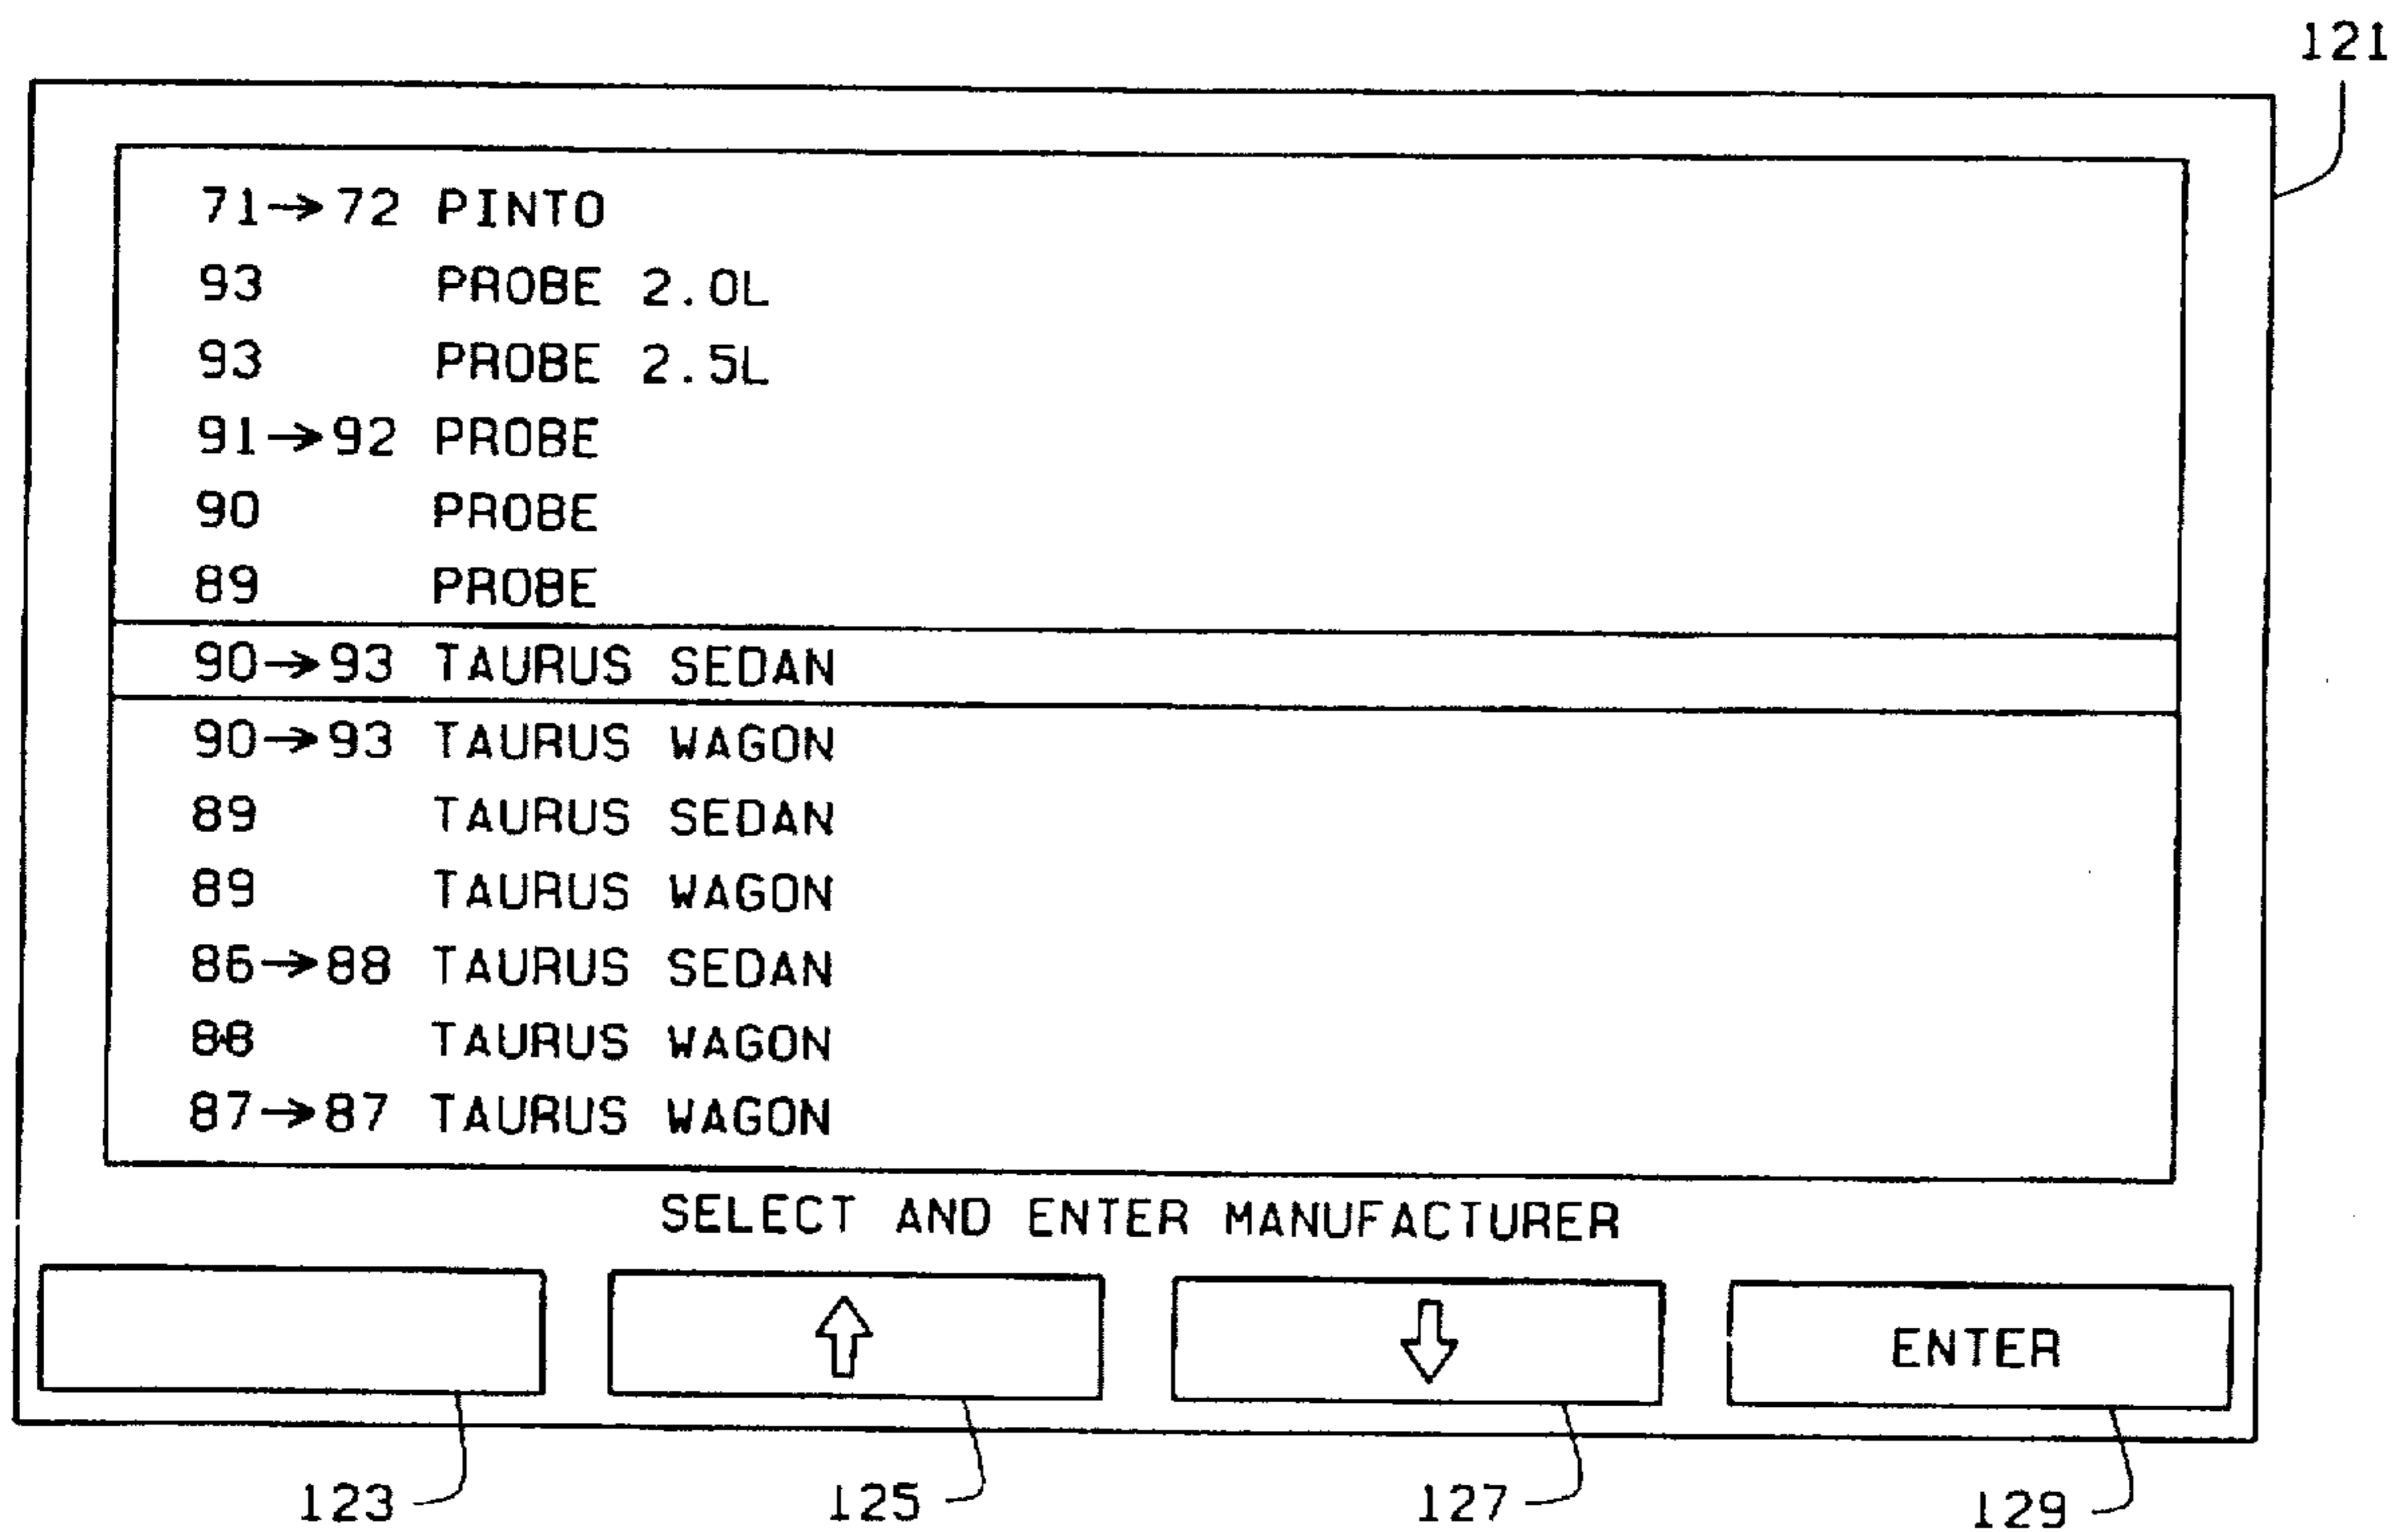 121
71→72 PINTO
93 PROBE 2.0L
93 PROBE 2.5L
91→92 PROBE
90 PROBE
89 PROBE
90→93 TAURUS SEDAN
90→93 TAURUS WAGON
89 TAURUS SEDAN
89 TAURUS WAGON
86→88 TAURUS SEDAN
88 TAURUS WAGON
87→87 TAURUS WAGON
SELECT AND ENTER MANUFACTURER
ENTER
123 125 127 129